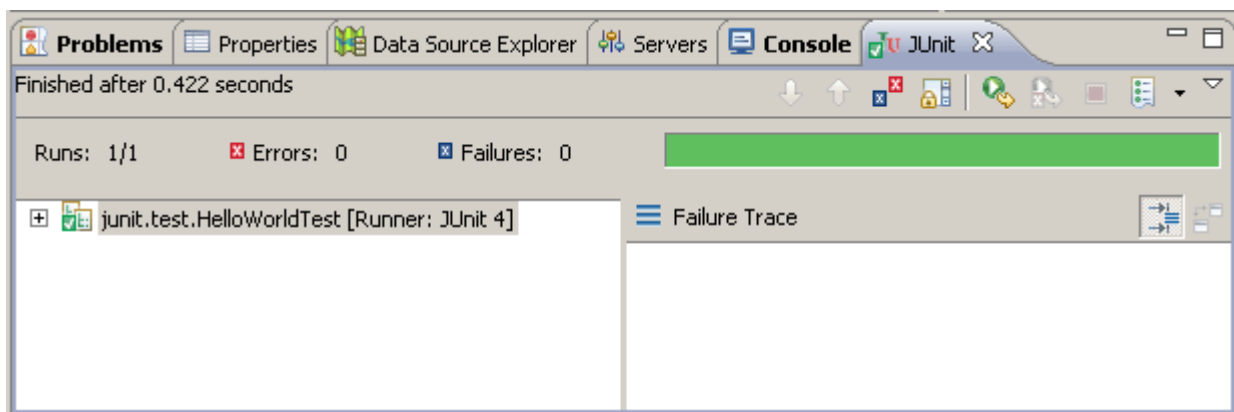 Problems Properties Data Source Explorer Servers Console JUnit
Finished after 0.422 seconds
Runs: 1/1 Errors: 0 Failures: 0
junit.test.HelloWorldTest [Runner: JUnit 4] Failure Trace